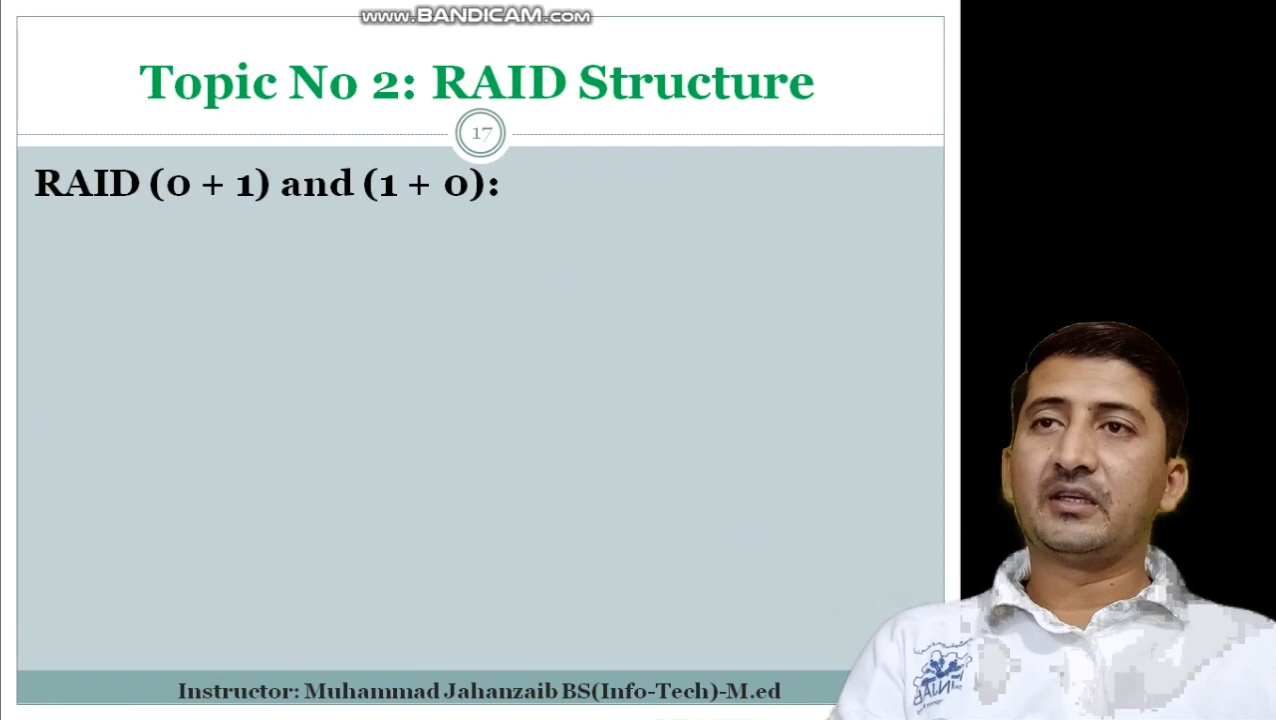 www.BANDICAM.com
Topic No 2: RAID Structure
17
RAID (0 + 1) and (1 + 0):
Instructor: Muhammad Jahanzaib BS(Info-Tech)-M.ed